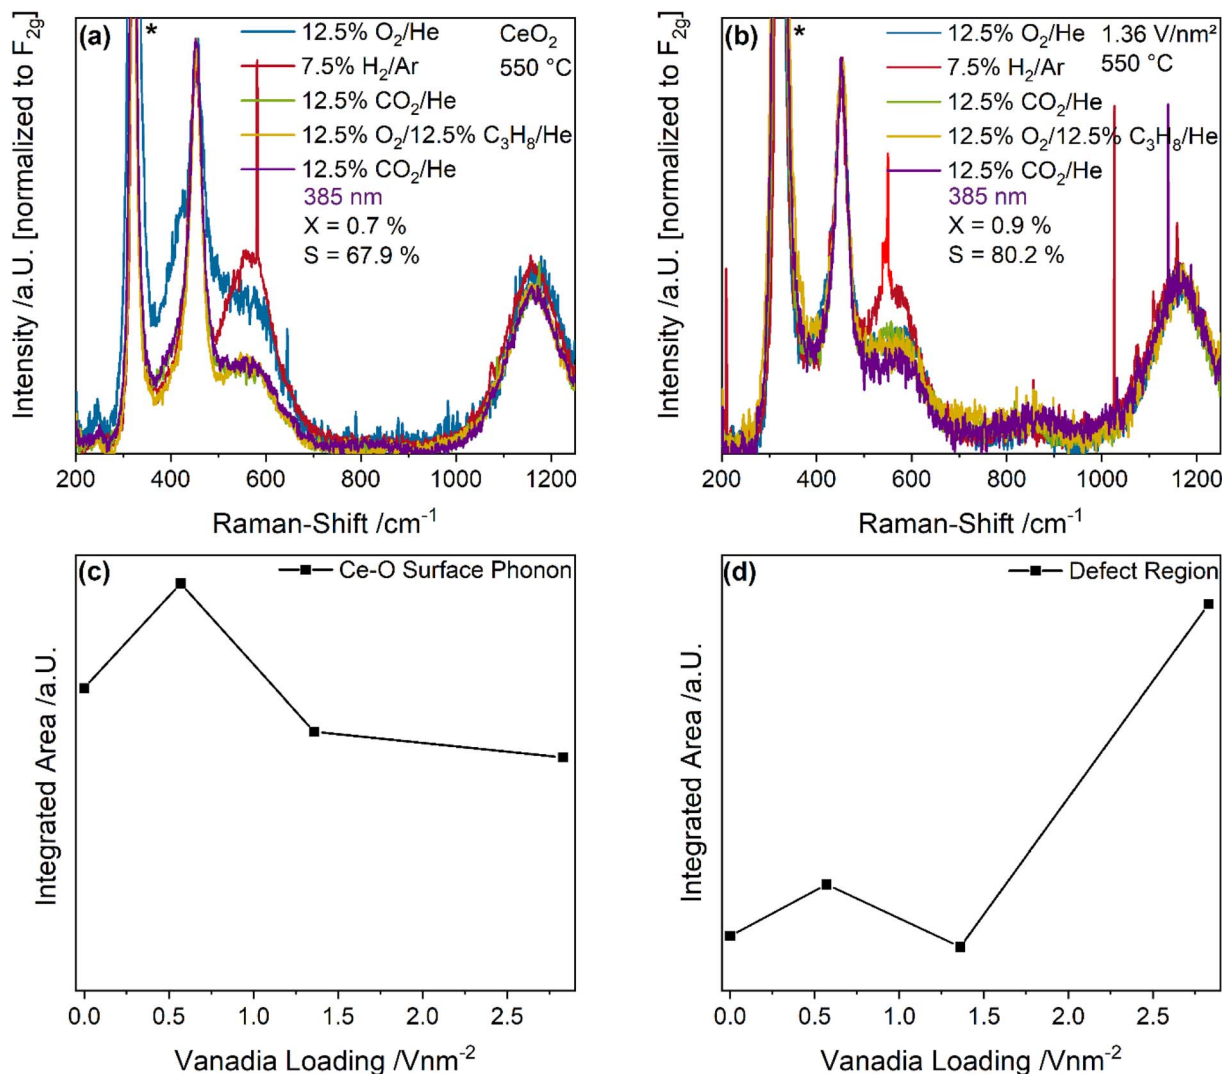 (a)
*
12.5% O₂/He
7.5% H₂/Ar
12.5% CO₂/He
12.5% O₂/12.5% C₃H₈/He
12.5% CO₂/He
385 nm
X = 0.7 %
S = 67.9 %
CeO₂
550 °C
Intensity /a.U. [normalized to F₂g]
200 400 600 800 1000 1200
Raman-Shift /cm⁻¹
(b)
*
12.5% O₂/He
7.5% H₂/Ar
12.5% CO₂/He
12.5% O₂/12.5% C₃H₈/He
12.5% CO₂/He
385 nm
X = 0.9 %
S = 80.2 %
1.36 V/nm²
550 °C
Intensity /a.U. [normalized to F₂g]
200 400 600 800 1000 1200
Raman-Shift /cm⁻¹
(c)
Ce-O Surface Phonon
Integrated Area /a.U.
0.0 0.5 1.0 1.5 2.0 2.5
Vanadia Loading /Vnm⁻²
(d)
Defect Region
Integrated Area /a.U.
0.0 0.5 1.0 1.5 2.0 2.5
Vanadia Loading /Vnm⁻²